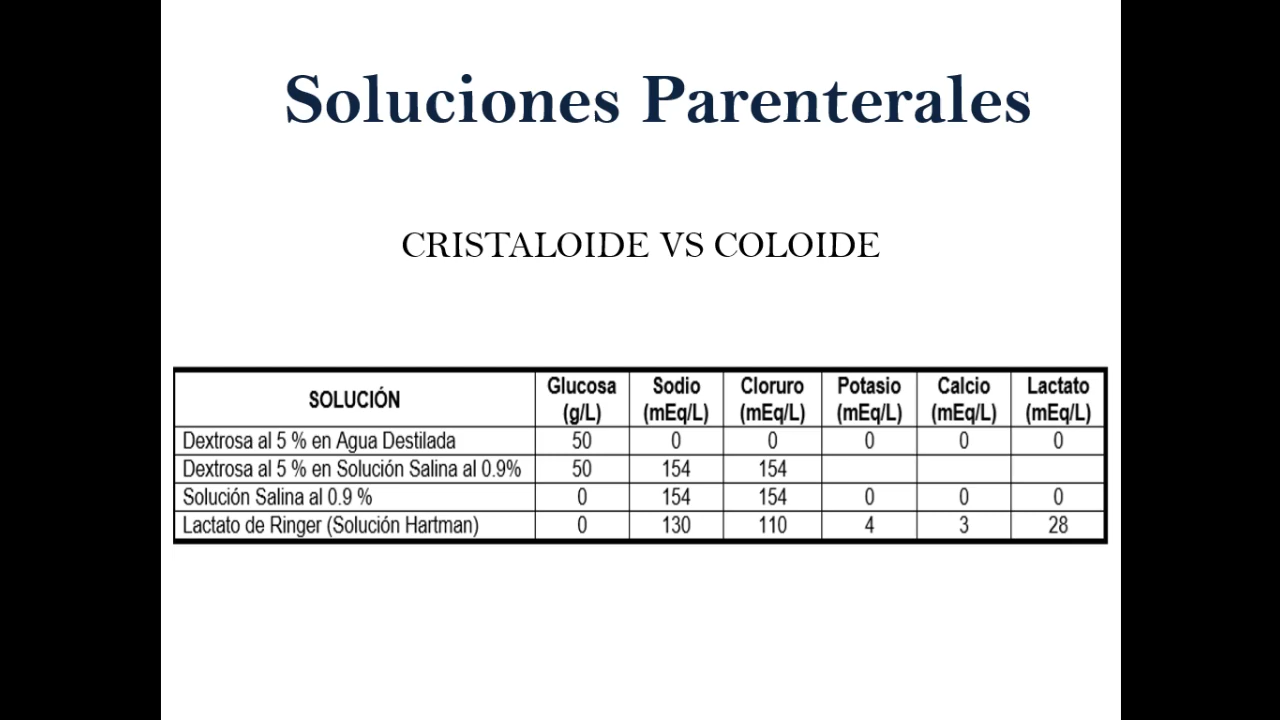 Soluciones Parenterales
CRISTALOIDE VS COLOIDE
SOLUCIÓN Glucosa (g/L) Sodio (mEq/L) Cloruro (mEq/L) Potasio (mEq/L) Calcio (mEq/L) Lactato (mEq/L)
Dextrosa al 5 % en Agua Destilada 50 0 0 0 0 0
Dextrosa al 5 % en Solución Salina al 0.9% 50 154 154
Solución Salina al 0.9 % 0 154 154 0 0 0
Lactato de Ringer (Solución Hartman) 0 130 110 4 3 28